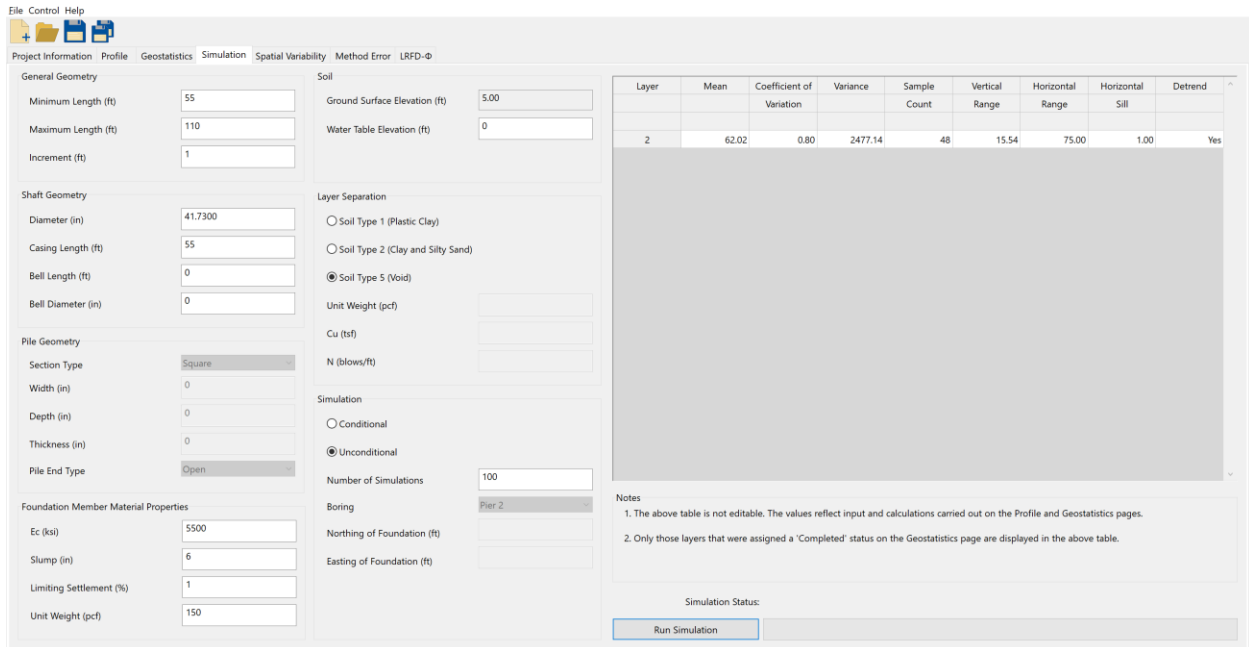 File Control Help
Project Information Profile Geostatistics Simulation Spatial Variability Method Error LRFD-Φ
General Geometry
Minimum Length (ft) 55
Maximum Length (ft) 110
Increment (ft) 1
Shaft Geometry
Diameter (in) 41.7300
Casing Length (ft) 55
Bell Length (ft) 0
Bell Diameter (in) 0
Pile Geometry
Section Type Square
Width (in) 0
Depth (in) 0
Thickness (in) 0
Pile End Type Open
Foundation Member Material Properties
Ec (ksi) 5500
Slump (in) 6
Limiting Settlement (%) 1
Unit Weight (pcf) 150
Soil
Ground Surface Elevation (ft) 5.00
Water Table Elevation (ft) 0
Layer Separation
Soil Type 1 (Plastic Clay)
Soil Type 2 (Clay and Silty Sand)
Soil Type 5 (Void)
Unit Weight (pcf)
Cu (tsf)
N (blows/ft)
Simulation
Conditional
Unconditional
Number of Simulations 100
Boring Pier 2
Northing of Foundation (ft)
Easting of Foundation (ft)
Layer Mean Coefficient of Variance Sample Vertical Horizontal Horizontal Detrend
Variation Count Range Range Sill
2 62.02 0.80 2477.14 48 15.54 75.00 1.00 Yes
Notes
1. The above table is not editable. The values reflect input and calculations carried out on the Profile and Geostatistics pages.
2. Only those layers that were assigned a 'Completed' status on the Geostatistics page are displayed in the above table.
Simulation Status:
Run Simulation